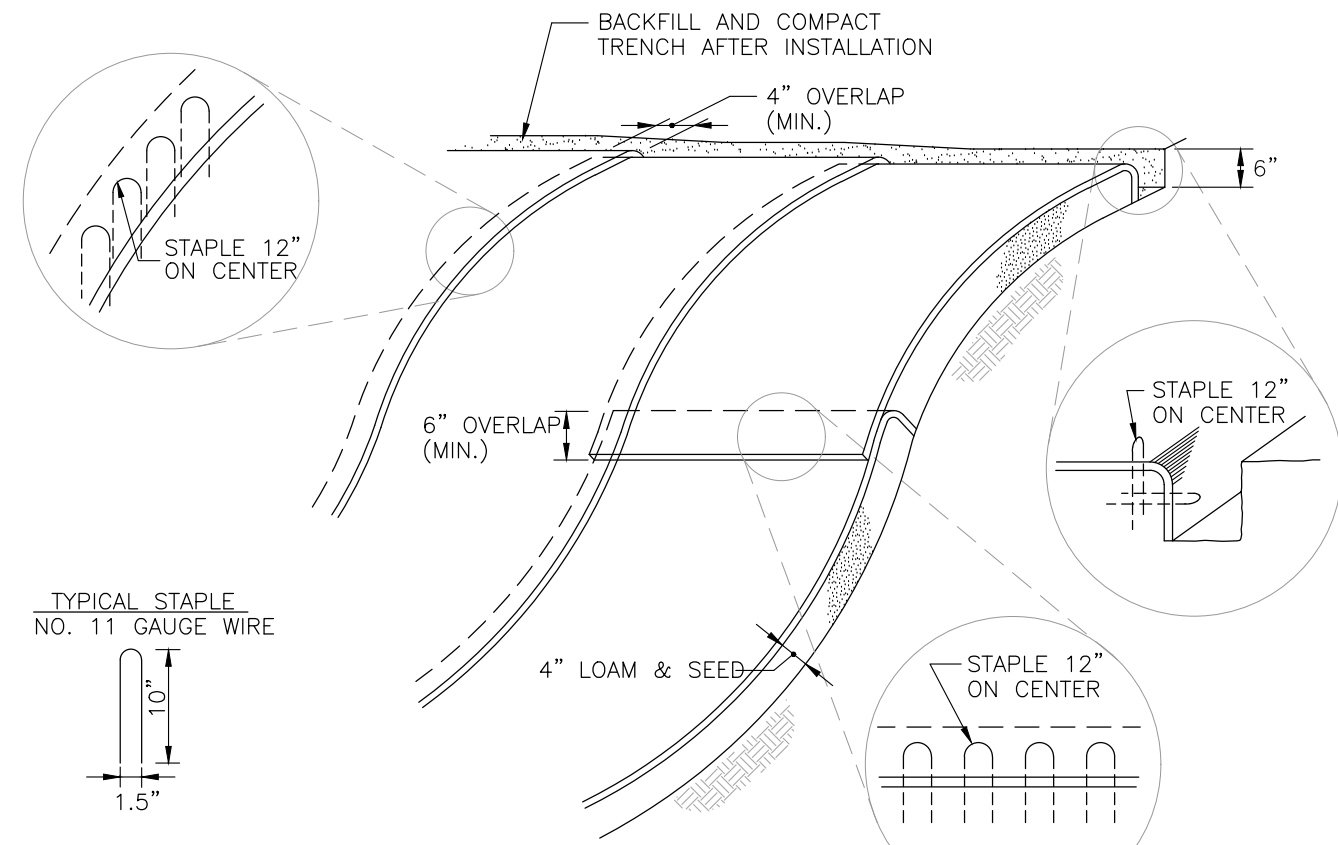 BACKFILL AND COMPACT
TRENCH AFTER INSTALLATION
4” OVERLAP
(MIN.)
6”
STAPLE 12”
ON CENTER
STAPLE 12”
ON CENTER
6” OVERLAP
(MIN.)
TYPICAL STAPLE
NO. 11 GAUGE WIRE
10”
1.5”
4” LOAM & SEED
STAPLE 12”
ON CENTER